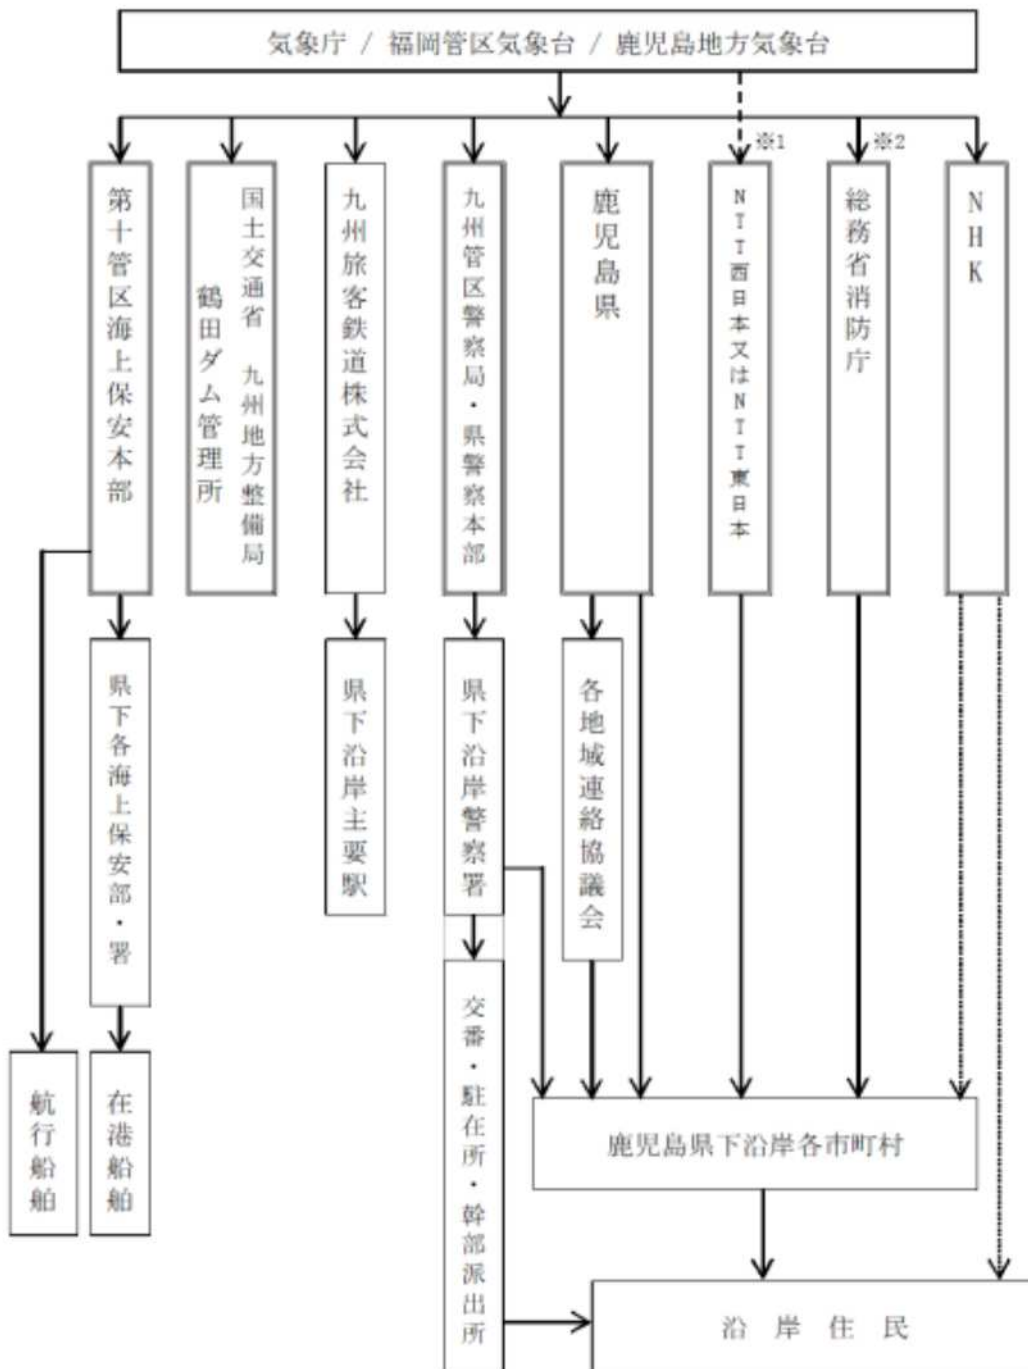 気象庁 / 福岡管区気象台 / 鹿児島地方気象台
※1
※2
第十管区海上保安本部
国土交通省 九州地方整備局
鶴田ダム管理所
九州旅客鉄道株式会社
九州管区警察局・県警察本部
鹿児島県
NTT西日本又はNTT東日本
総務省消防庁
NHK
県下各海上保安部・署
県下沿岸主要駅
県下沿岸警察署
各地域連絡協議会
航行船舶
在港船舶
交番・駐在所・幹部派出所
鹿児島県下沿岸各市町村
沿岸住民